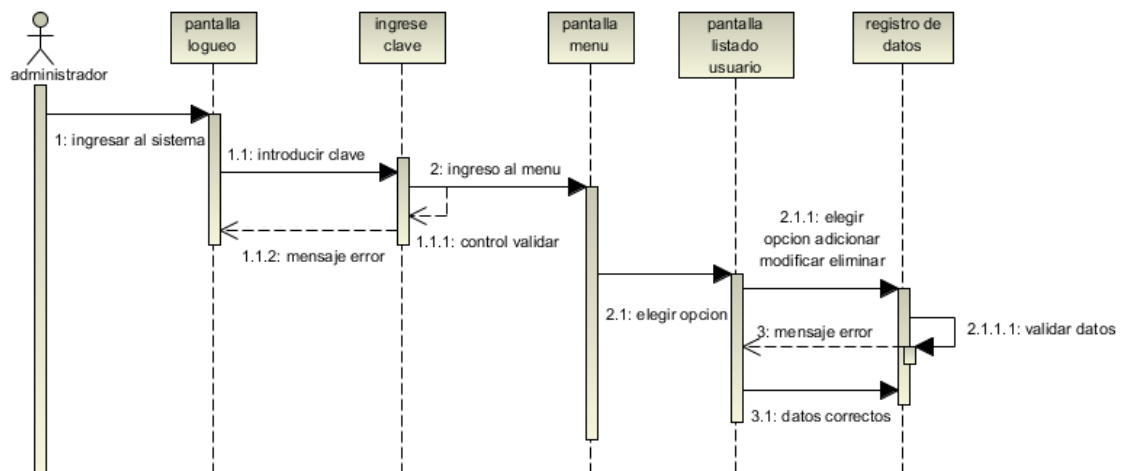 pantalla
logueo
ingrese
clave
pantalla
menu
pantalla
listado
usuario
registro de
datos
administrador
1: ingresar al sistema
1.1: introducir clave
2: ingreso al menu
1.1.1: control validar
1.1.2: mensaje error
2.1.1: elegir
opcion adicionar
modificar eliminar
2.1: elegir opcion
3: mensaje error
2.1.1.1: validar datos
3.1: datos correctos